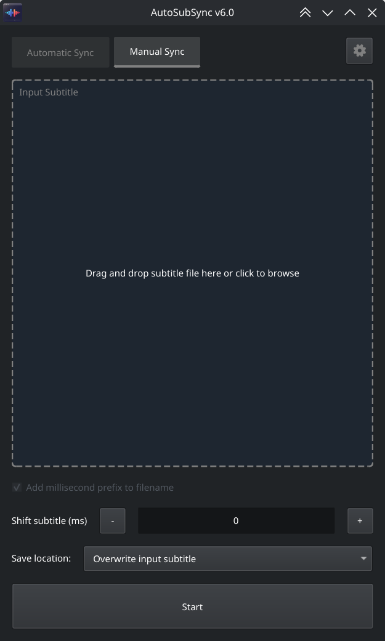 AutoSubSync v6.0
Automatic Sync
Manual Sync
Input Subtitle
Drag and drop subtitle file here or click to browse
Add millisecond prefix to filename
Shift subtitle (ms)
-
0
+
Save location:
Overwrite input subtitle
Start